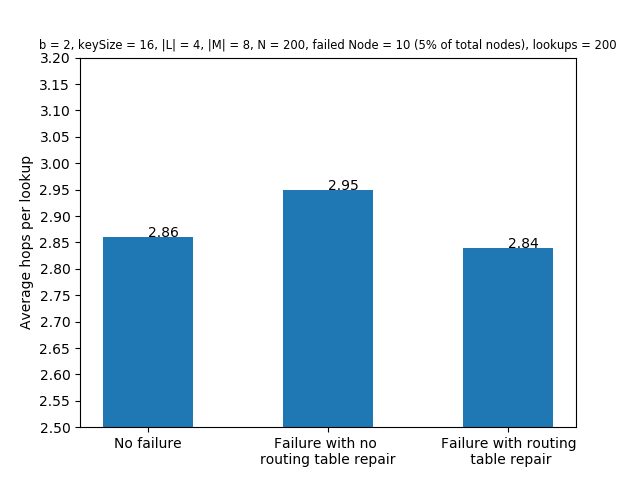 b = 2, keySize = 16, |L| = 4, |M| = 8, N = 200, failed Node = 10 (5% of total nodes), lookups = 200
3.20
3.15
3.10
3.05
3.00
2.95
2.90
2.85
2.80
2.75
2.70
2.65
2.60
2.55
2.50
Average hops per lookup
2.86
2.95
2.84
No failure
Failure with no
routing table repair
Failure with routing
table repair